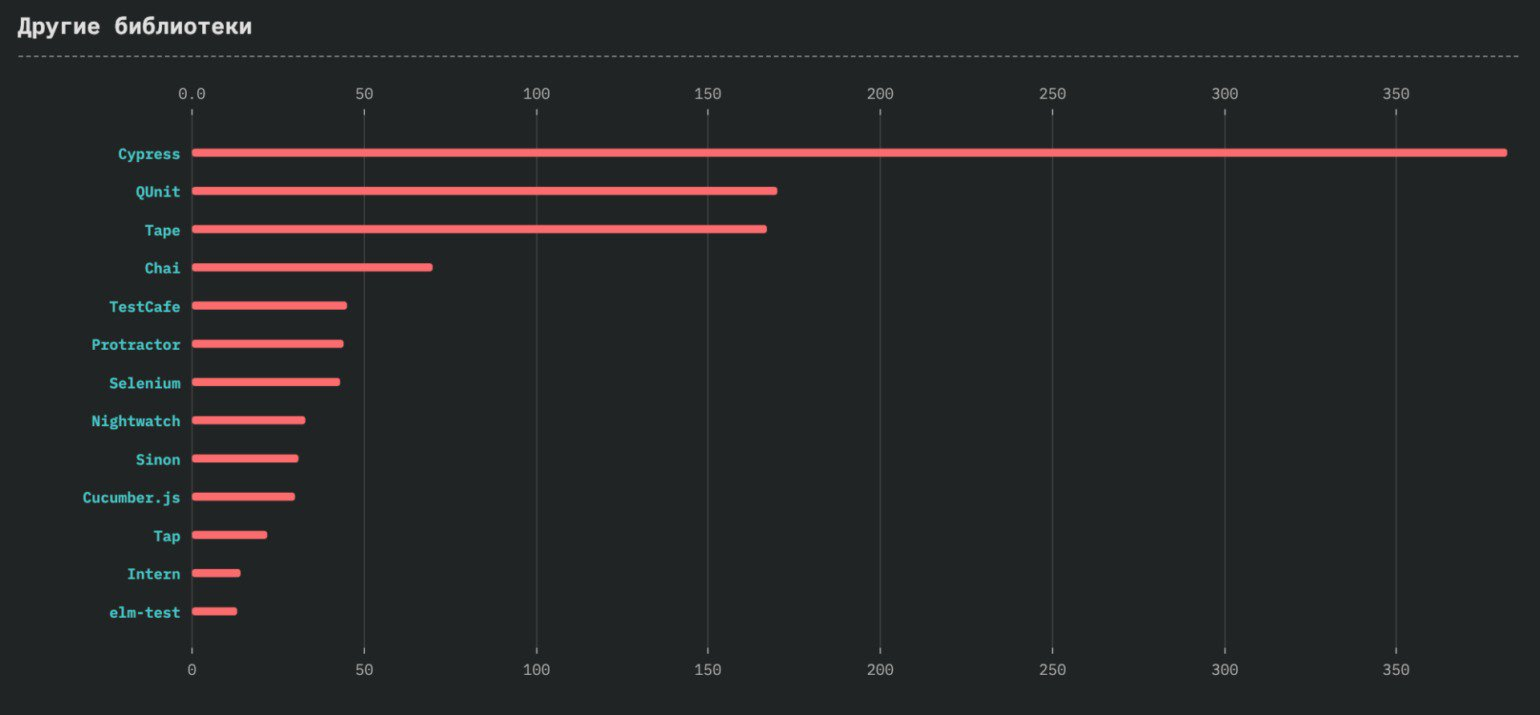 Другие библиотеки
0.0 50 100 150 200 250 300 350
Cypress
QUnit
Tape
Chai
TestCafe
Protractor
Selenium
Nightwatch
Sinon
Cucumber.js
Tap
Intern
elm-test
0 50 100 150 200 250 300 350